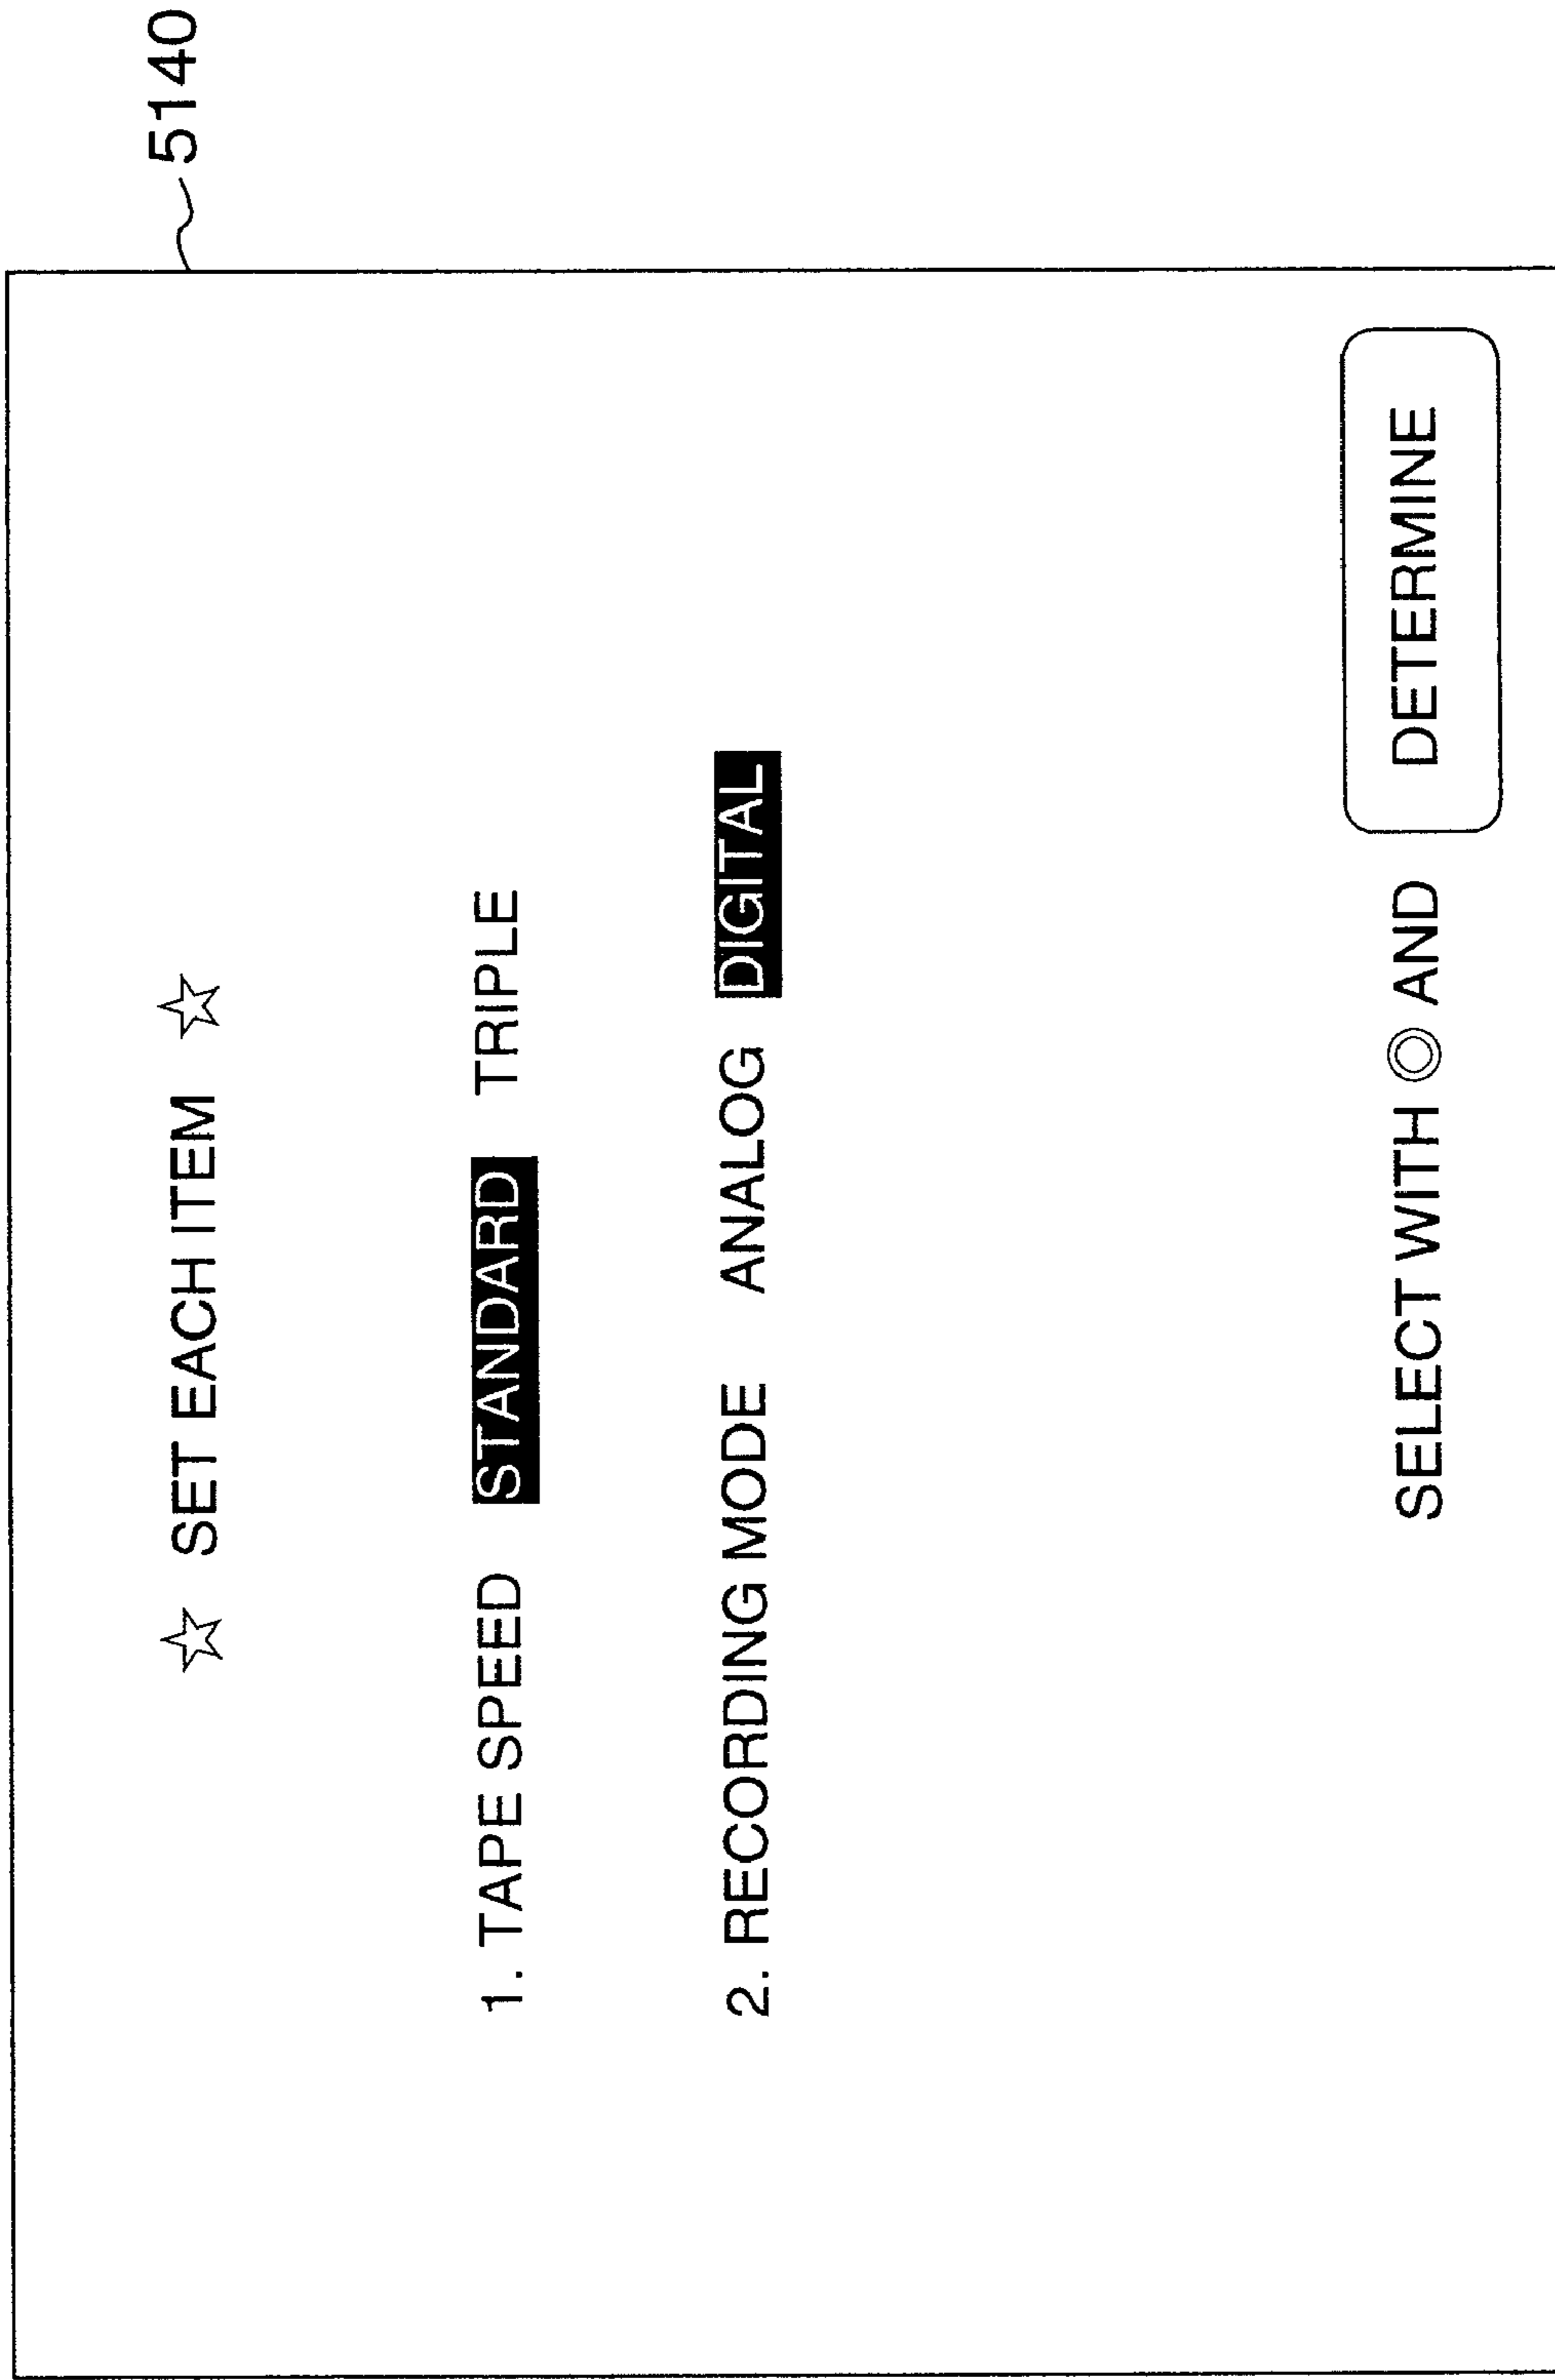 5140
☆ SET EACH ITEM ☆
1. TAPE SPEED STANDARD TRIPLE
2. RECORDING MODE ANALOG DIGITAL
SELECT WITH ◎ AND DETERMINE